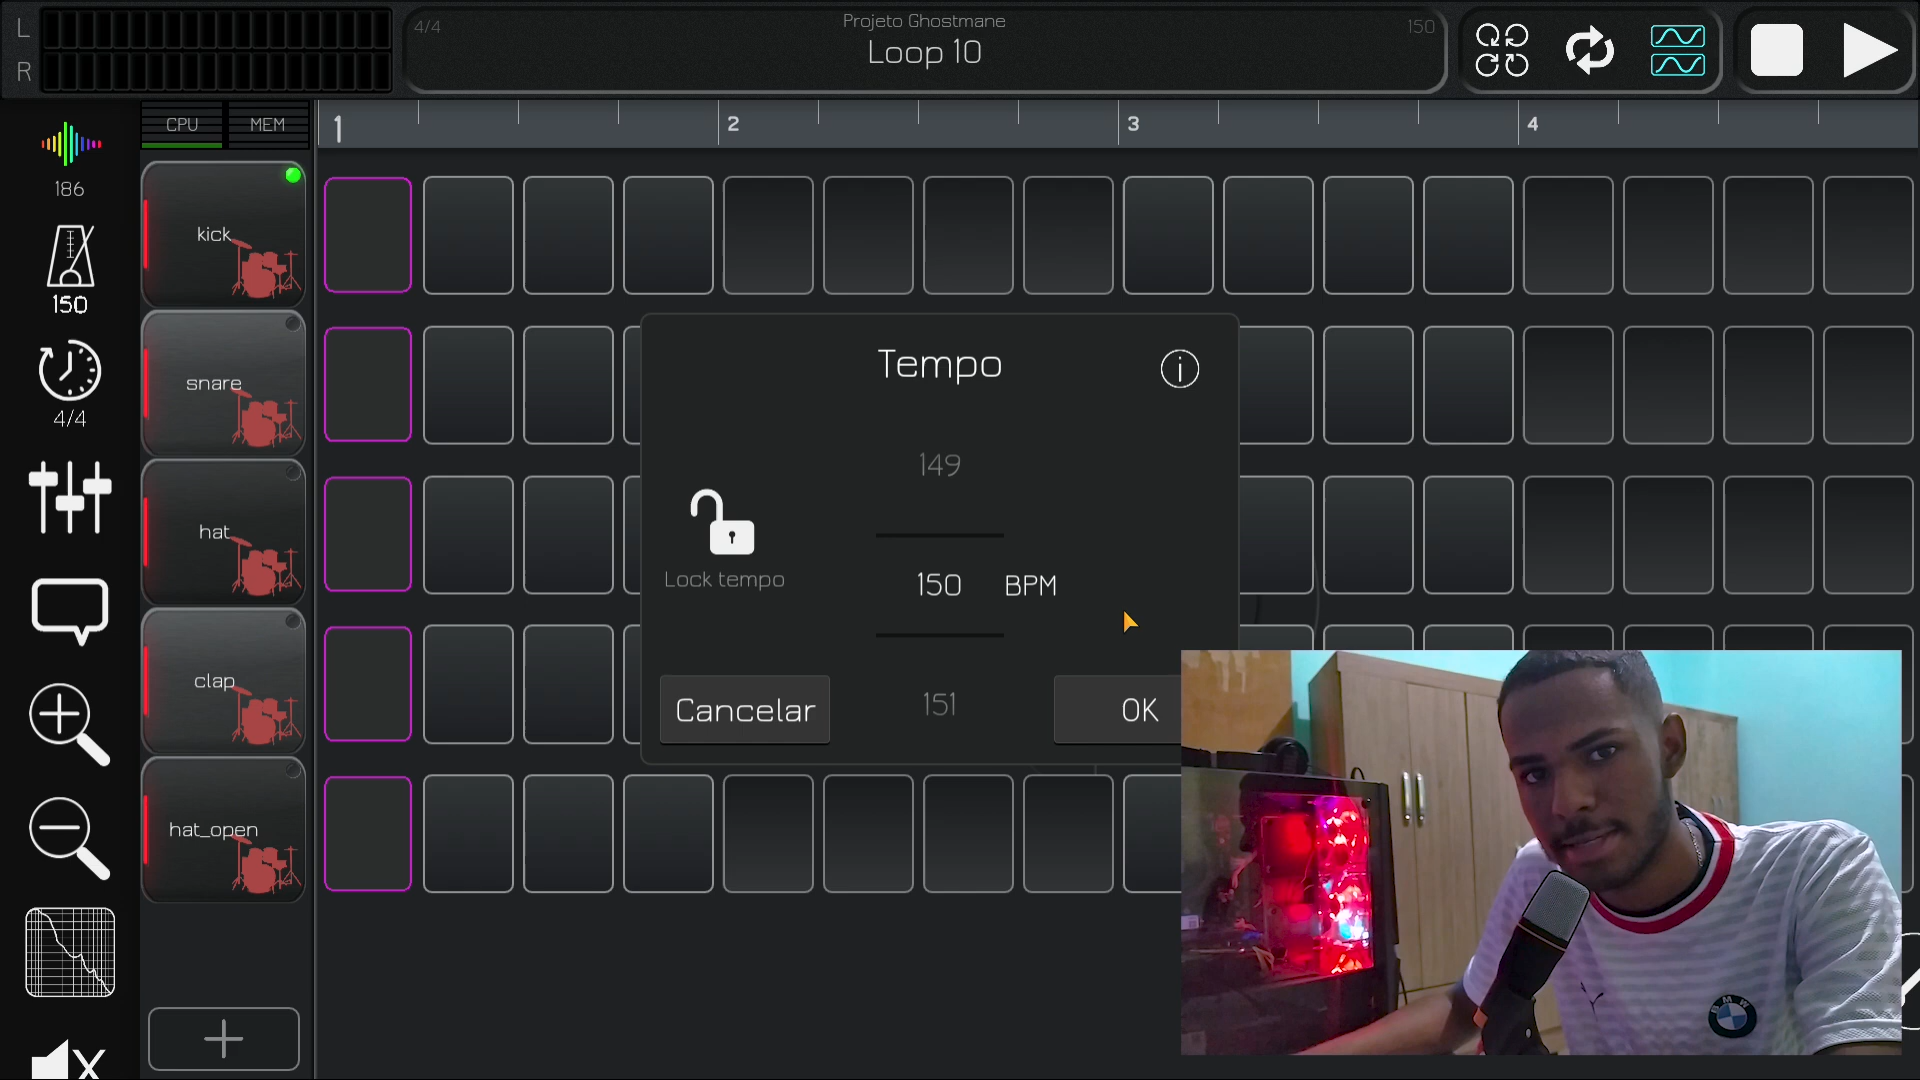 L
R
4/4
Projeto Ghostmane
150
Loop 10
CPU
MEM
1
2
3
4
186
150
4/4
kick
snare
hat
clap
hat_open
Tempo
i
149
150
BPM
151
Lock tempo
Cancelar
OK
X
BMW